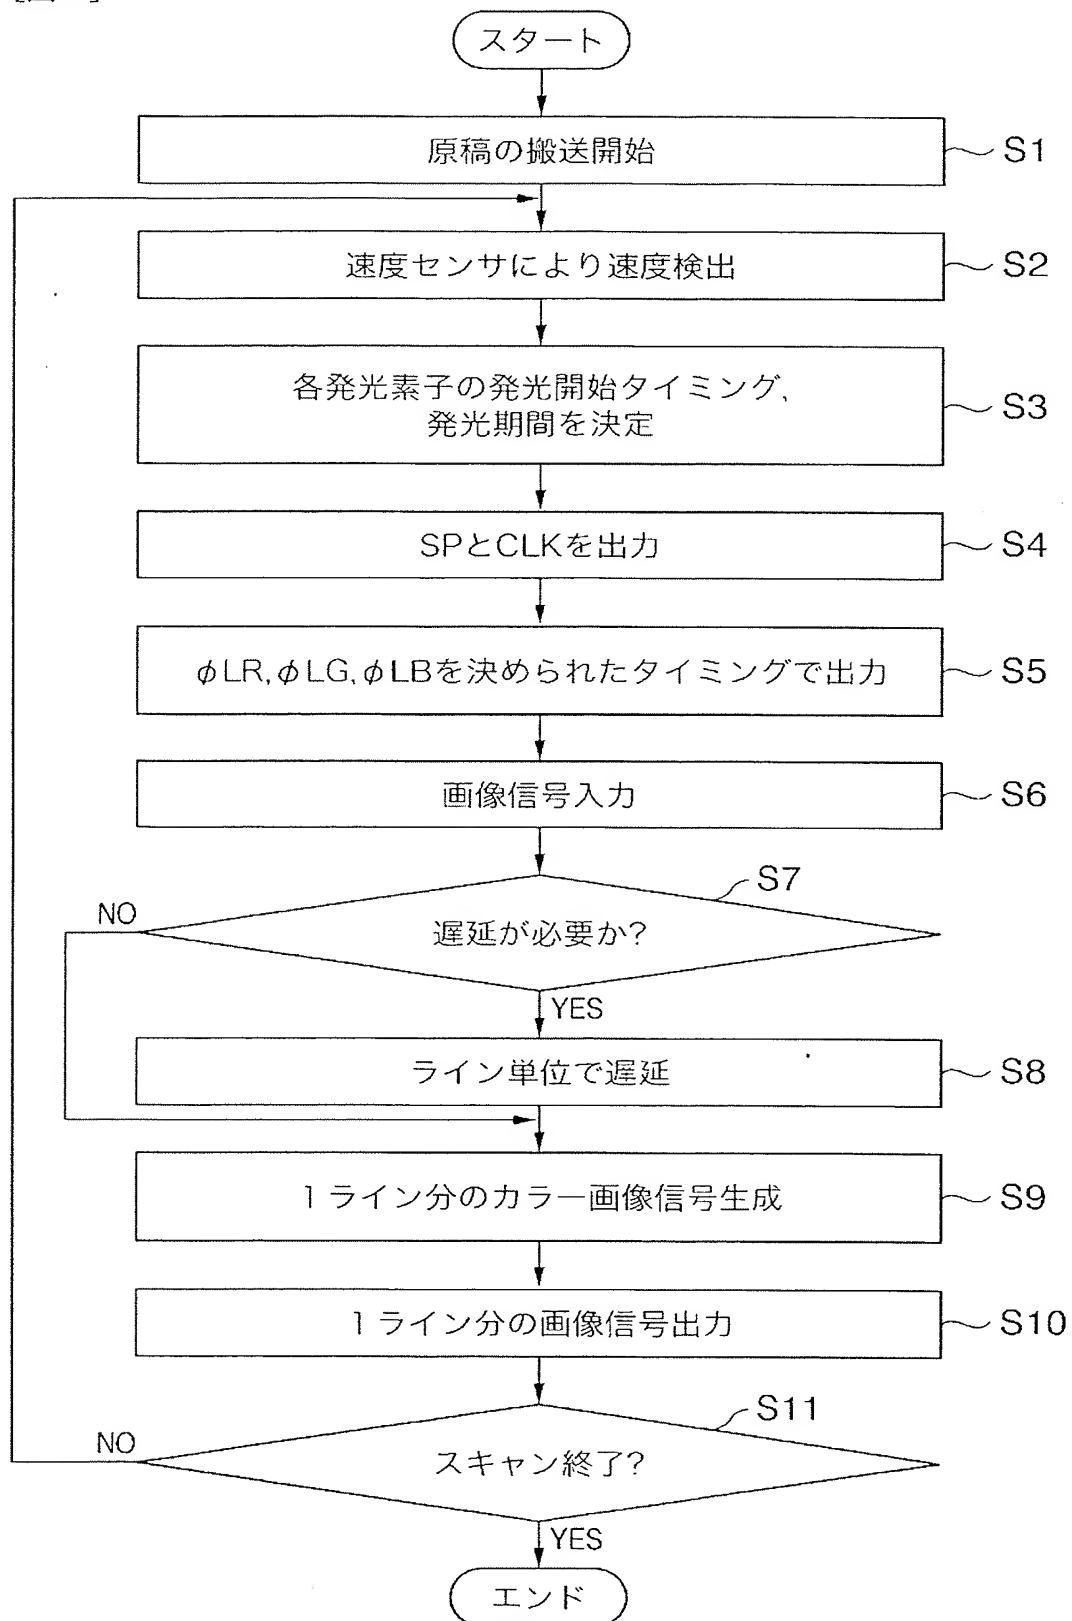 スタート
原稿の搬送開始
S1
速度センサにより速度検出
S2
各発光素子の発光開始タイミング,
発光期間を決定
S3
SPとCLKを出力
S4
φLR,φLG,φLBを決められたタイミングで出力
S5
画像信号入力
S6
S7
NO
遅延が必要か?
YES
ライン単位で遅延
S8
1ライン分のカラー画像信号生成
S9
1ライン分の画像信号出力
S10
S11
NO
スキャン終了?
YES
エンド